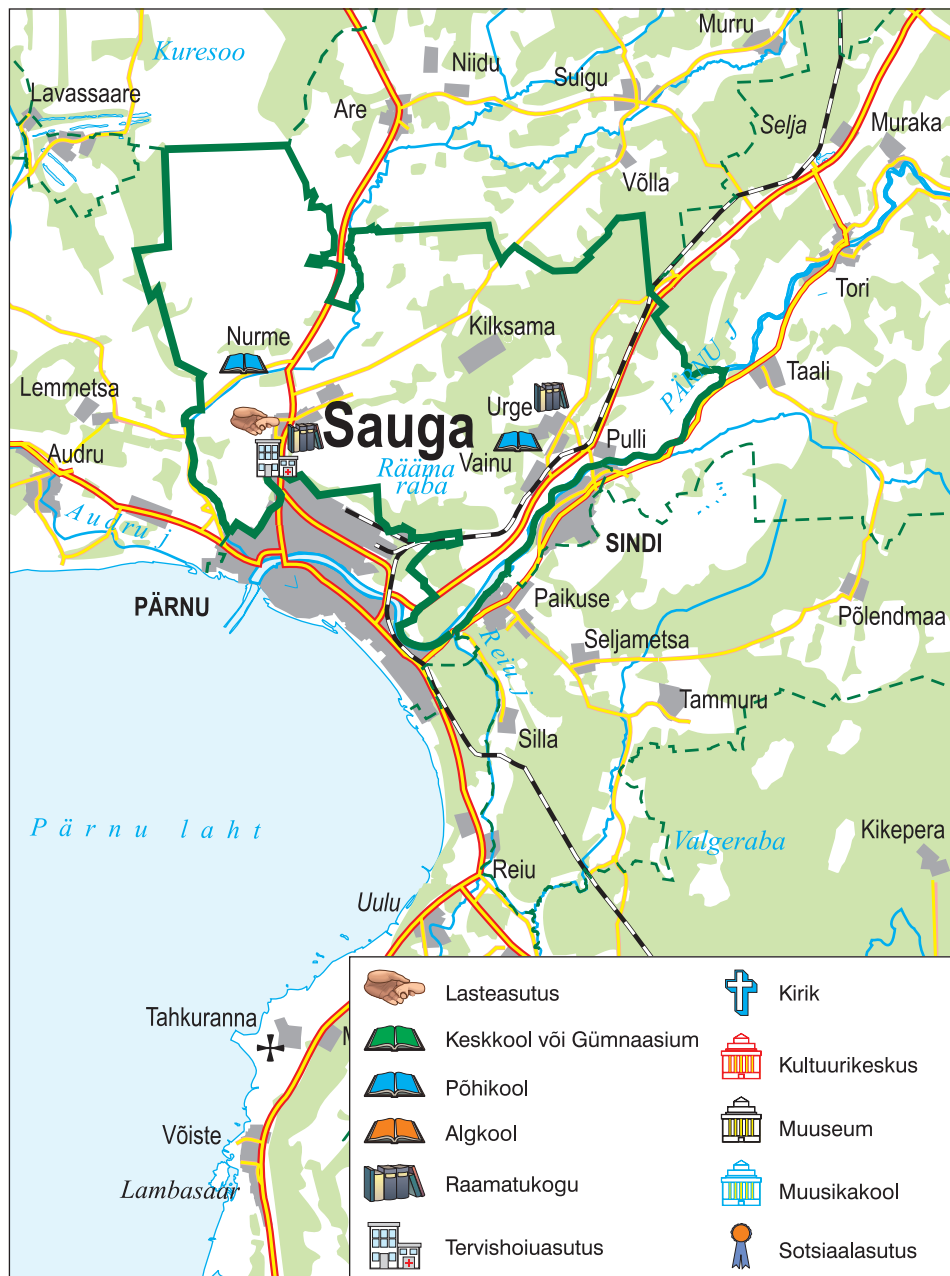 Kuresoo
Murru
Niidu
Suigu
Lavassaare
Are
Selja
Muraka
Võlla
Tori
Nurme
Kilksama
PÄRNU J
Taali
Lemmetsa
Urge
Sauga
Pulli
Audru
Rääma
raba
Vainu
Audru j
SINDI
PÄRNU
Paikuse
Põlendmaa
Reiu j
Seljametsa
Tammuru
Silla
Pärnu laht
Valgeraba
Kikepera
Reiu
Uulu
Tahkuranna
M
Võiste
Lambasaar
Lasteasutus
Keskkool või Gümnaasium
Põhikool
Algkool
Raamatukogu
Tervishoiuasutus
Kirik
Kultuurikeskus
Muuseum
Muusikakool
Sotsiaalasutus